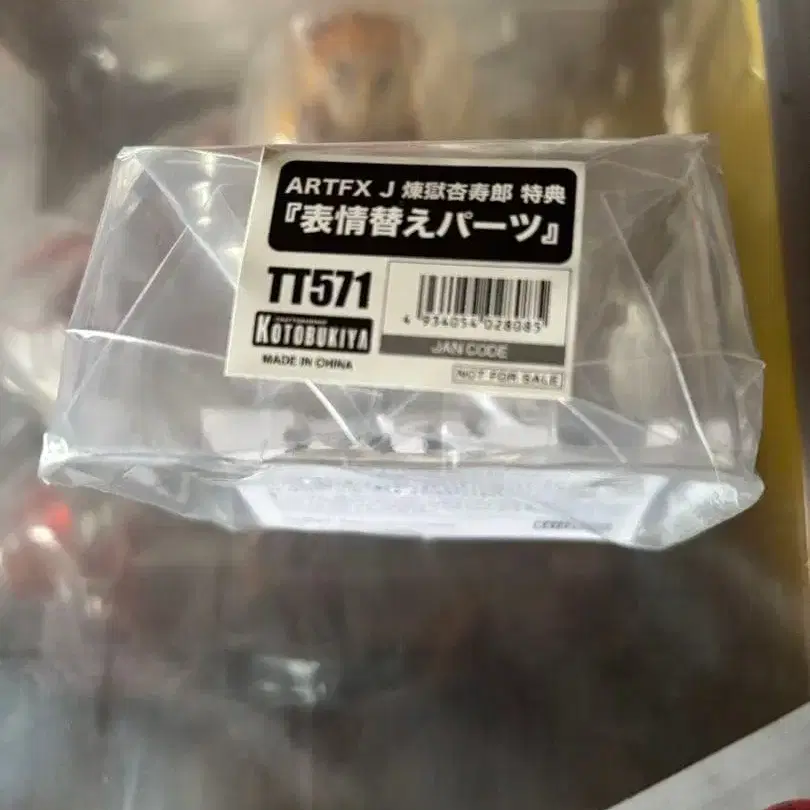 ARTFX J 煉獄杏寿郎 特典
『表情替えパーツ』
TT571
KOTOBUKIYA
MADE IN CHINA
4 934054 028085
JAN CODE
NOT FOR SALE